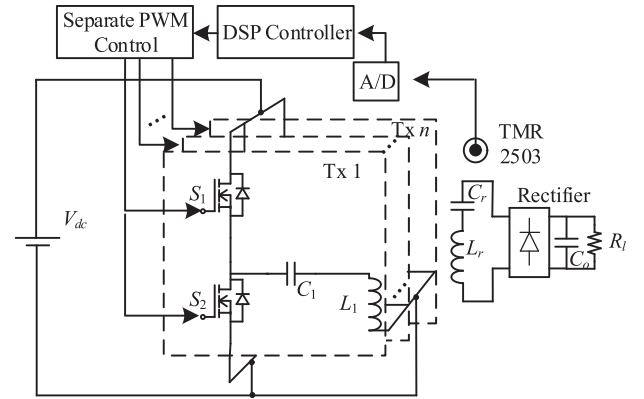 Separate PWM
Control
DSP Controller
A/D
TMR
2503
Tx n
Tx 1
S1
Vdc
C1
L1
S2
Cr
Lr
Rectifier
Co
Rl